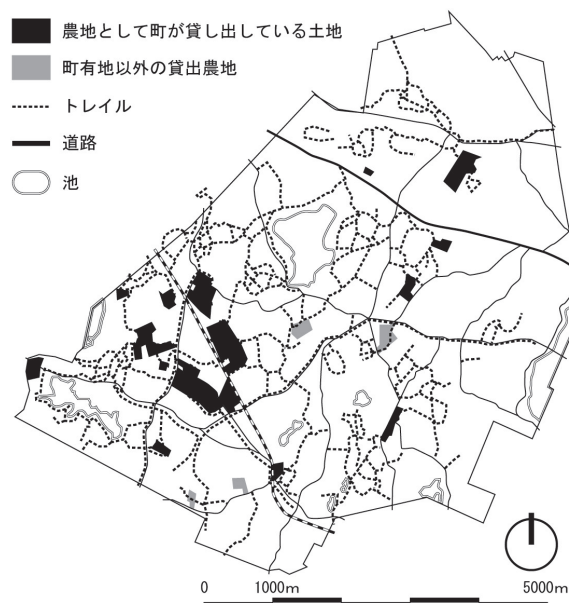 農地として町が貸し出している土地
町有地以外の貸出農地
トレイル
道路
池
0 1000m 5000m